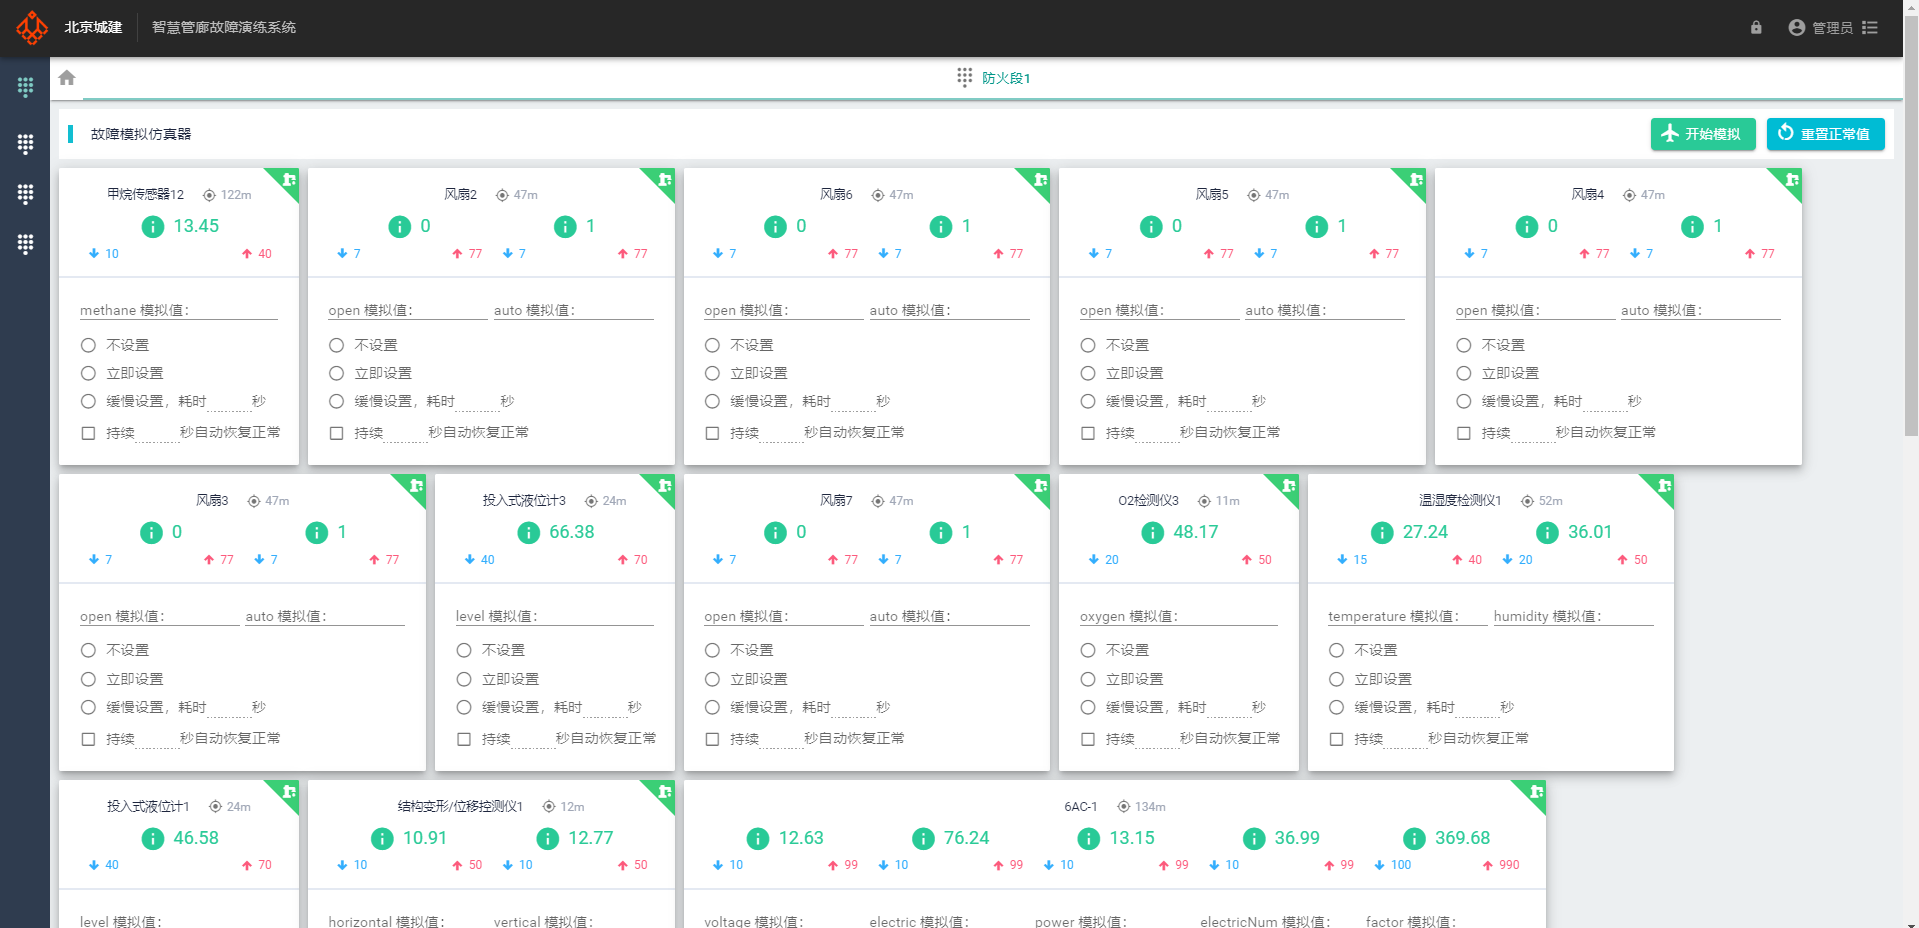 北京城建 智慧管廊故障演练系统 管理员
防火段1
故障模拟仿真器 开始模拟 重置正常值
甲烷传感器12 122m
13.45
10 40
methane 模拟值：
不设置
立即设置
缓慢设置，耗时 秒
持续 秒自动恢复正常
风扇2 47m
0 1
7 77 7 77
open 模拟值： auto 模拟值：
不设置
立即设置
缓慢设置，耗时 秒
持续 秒自动恢复正常
风扇6 47m
0 1
7 77 7 77
open 模拟值： auto 模拟值：
不设置
立即设置
缓慢设置，耗时 秒
持续 秒自动恢复正常
风扇5 47m
0 1
7 77 7 77
open 模拟值： auto 模拟值：
不设置
立即设置
缓慢设置，耗时 秒
持续 秒自动恢复正常
风扇4 47m
0 1
7 77 7 77
open 模拟值： auto 模拟值：
不设置
立即设置
缓慢设置，耗时 秒
持续 秒自动恢复正常
风扇3 47m
0 1
7 77 7 77
open 模拟值： auto 模拟值：
不设置
立即设置
缓慢设置，耗时 秒
持续 秒自动恢复正常
投入式液位计3 24m
66.38
40 70
level 模拟值：
不设置
立即设置
缓慢设置，耗时 秒
持续 秒自动恢复正常
风扇7 47m
0 1
7 77 7 77
open 模拟值： auto 模拟值：
不设置
立即设置
缓慢设置，耗时 秒
持续 秒自动恢复正常
O2检测仪3 11m
48.17
20 50
oxygen 模拟值：
不设置
立即设置
缓慢设置，耗时 秒
持续 秒自动恢复正常
温湿度检测仪1 52m
27.24 36.01
15 40 20 50
temperature 模拟值： humidity 模拟值：
不设置
立即设置
缓慢设置，耗时 秒
持续 秒自动恢复正常
投入式液位计1 24m
46.58
40 70
level 模拟值：
结构变形/位移控测仪1 12m
10.91 12.77
10 50 10 50
horizontal 模拟值： vertical 模拟值：
6AC-1 134m
12.63 76.24 13.15 36.99 369.68
10 99 10 99 10 99 10 99 100 990
voltage 模拟值： electric 模拟值： power 模拟值： electricNum 模拟值： factor 模拟值：